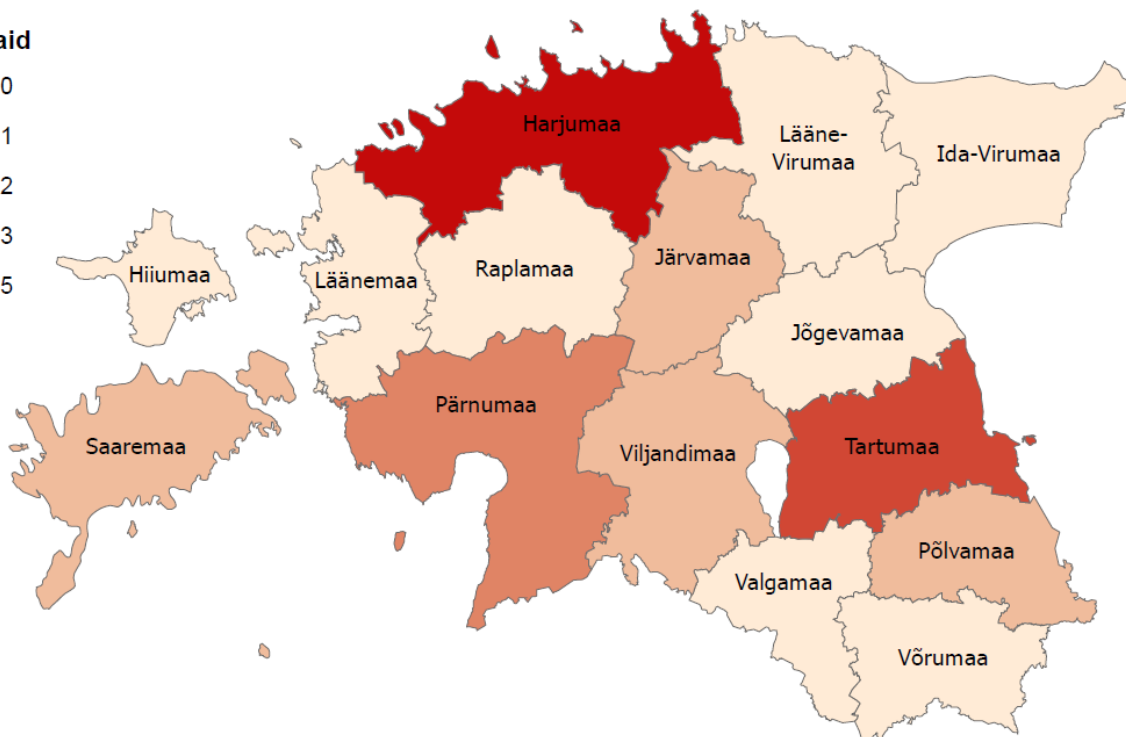 aid
0
1
2
3
5
Harjumaa
Lääne-
Virumaa
Ida-Virumaa
Hiiumaa
Läänemaa
Raplamaa
Järvamaa
Jõgevamaa
Saaremaa
Pärnumaa
Viljandimaa
Tartumaa
Põlvamaa
Valgamaa
Võrumaa